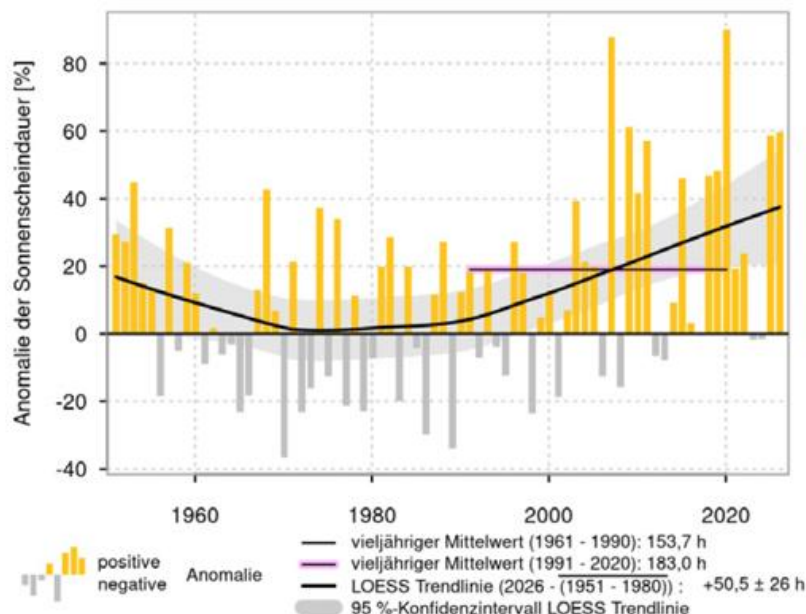 Anomalie der Sonnenscheindauer [%]
80
60
40
20
0
-20
-40
1960 1980 2000 2020
positive
negative
Anomalie
vieljähriger Mittelwert (1961 - 1990): 153,7 h
vieljähriger Mittelwert (1991 - 2020): 183,0 h
LOESS Trendlinie (2026 - (1951 - 1980)) : +50,5 ± 26 h
95 %-Konfidenzintervall LOESS Trendlinie